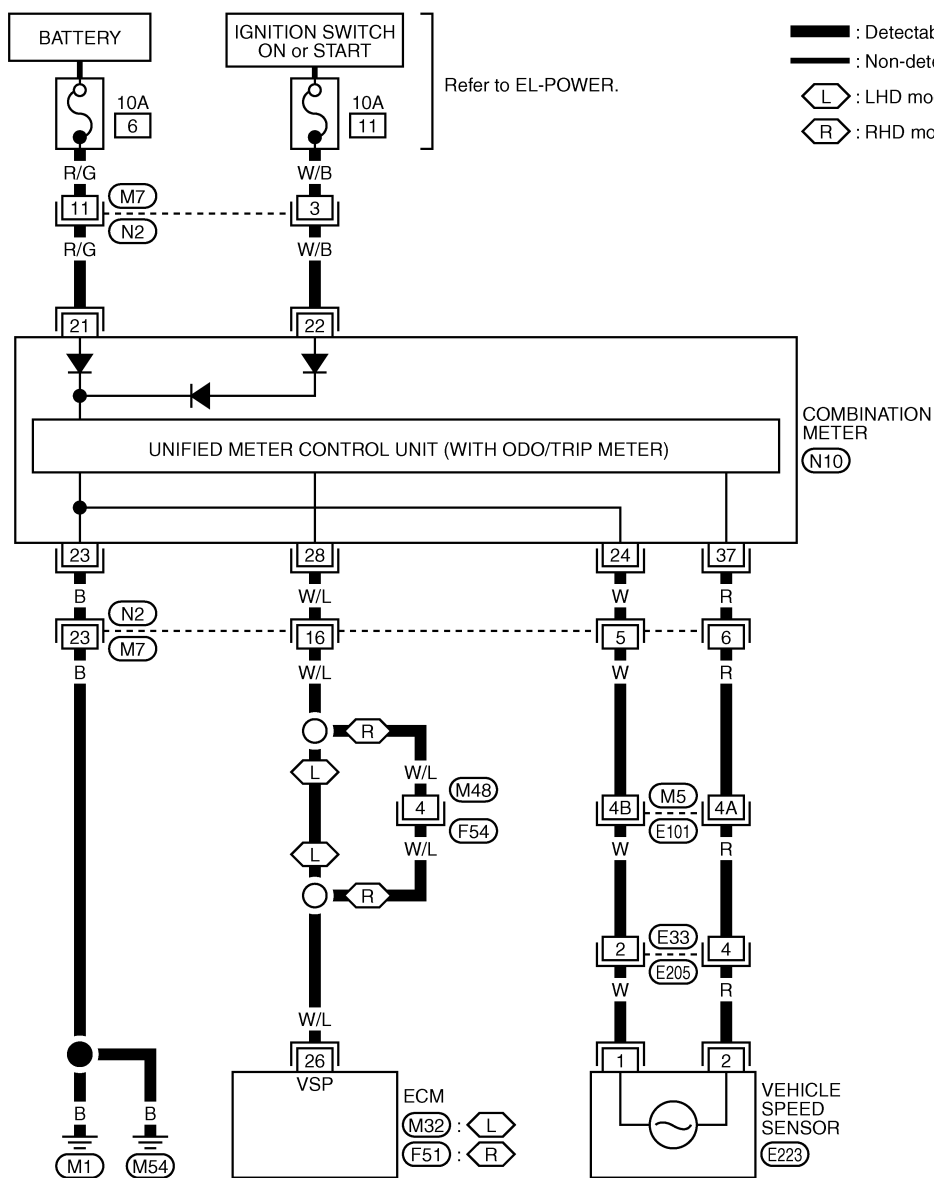 BATTERY
IGNITION SWITCH
ON or START
Refer to EL-POWER.
10A
6
10A
11
: LHD
: RHD
L
R
R/G
W/B
11
M7
N2
3
R/G
W/B
21
22
UNIFIED METER CONTROL UNIT (WITH ODO/TRIP METER)
COMBINATION
METER
N10
23
28
24
37
B
W/L
W
R
N2
23
M7
16
5
6
B
W/L
W
R
R
L
W/L
4
M48
F54
W/L
L
R
4B
M5
E101
4A
W
R
2
E33
E205
4
W
R
W/L
26
VSP
ECM
M32 : L
F51 : R
1
2
VEHICLE
SPEED
SENSOR
E223
B
B
M1
M54